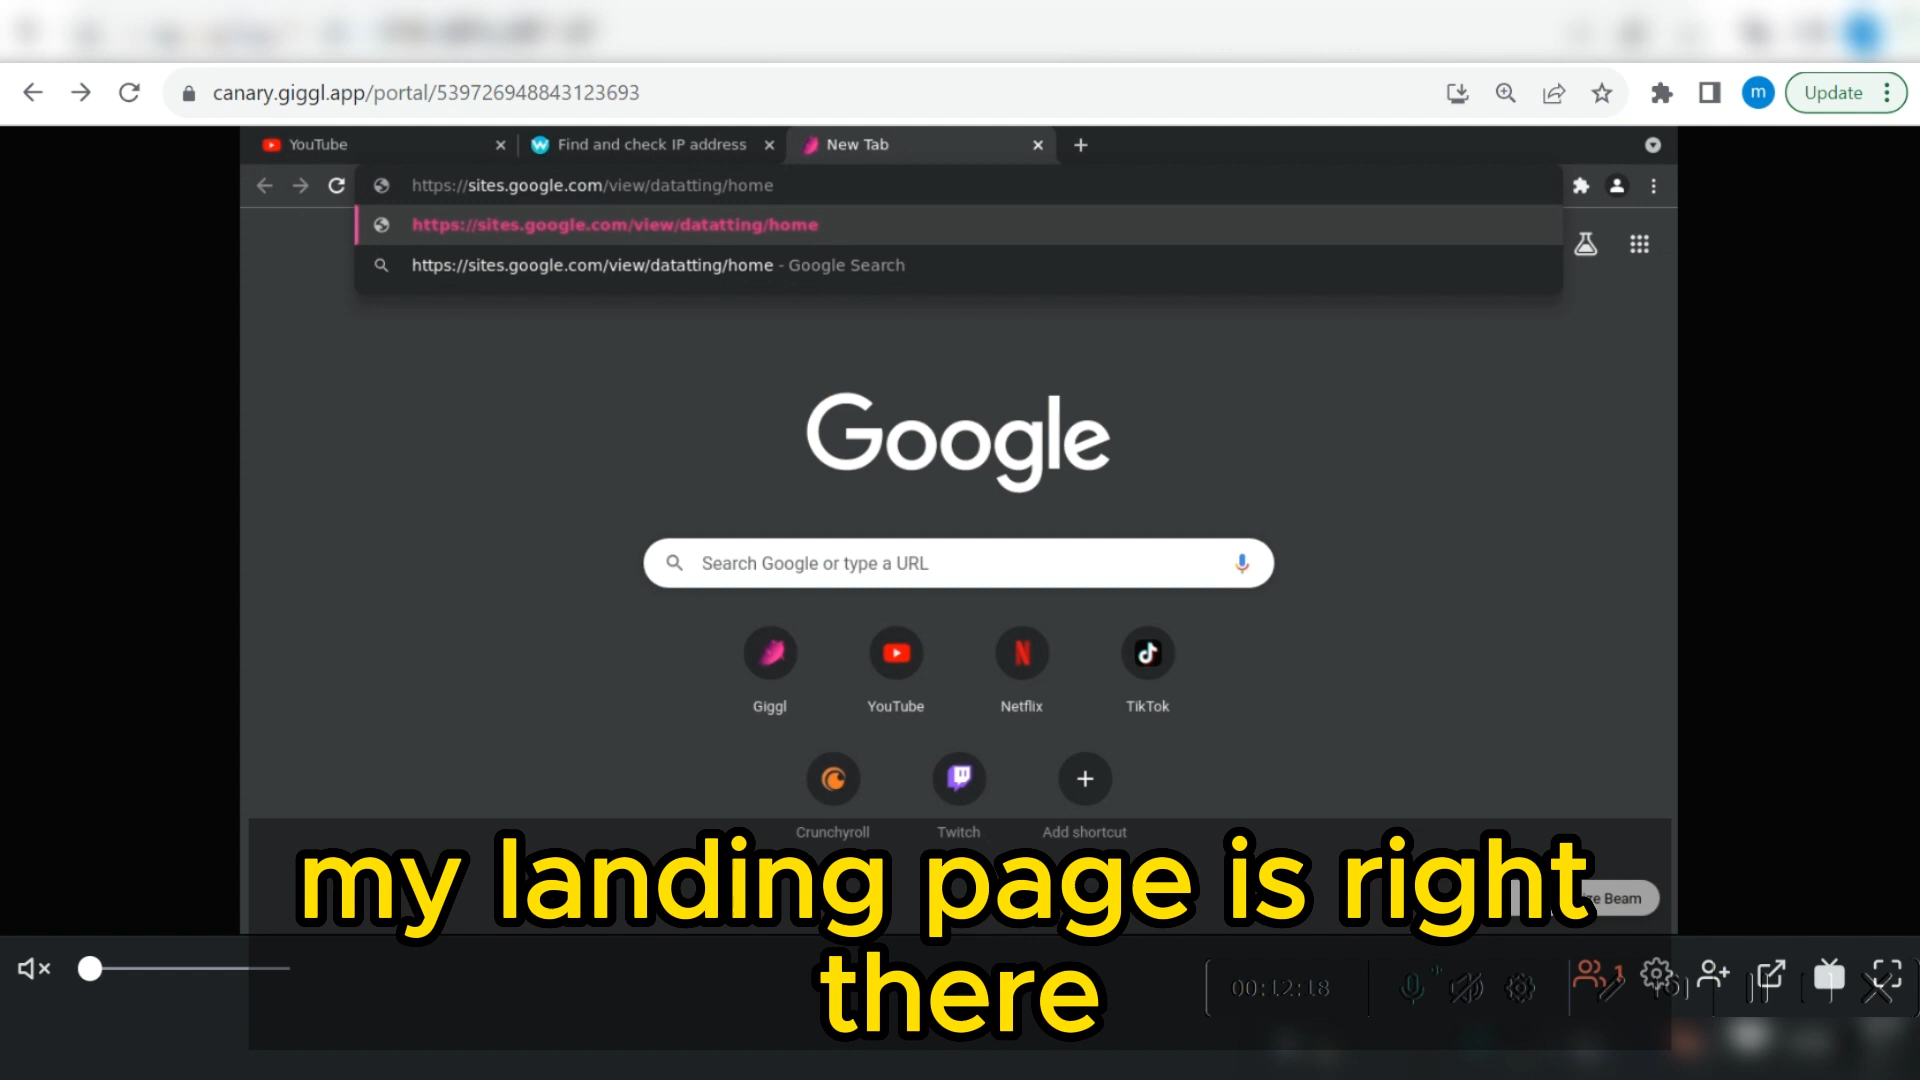 canary.giggl.app/portal/539726948843123693
m
Update
YouTube
Find and check IP address
New Tab
https://sites.google.com/view/datatting/home
https://sites.google.com/view/datatting/home
https://sites.google.com/view/datatting/home - Google Search
Google
Search Google or type a URL
Giggl
YouTube
Netflix
TikTok
Crunchyroll
Twitch
Add shortcut
Beam
my landing page is right
there
00:12:18
1